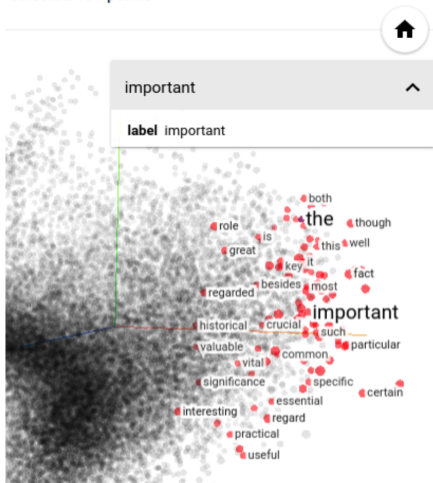 important
label important
both
the
though
role
is
this
well
great
it
key
fact
besides
most
regarded
important
historical
crucial
such
valuable
particular
common
vital
significance
specific
certain
essential
interesting
regard
practical
useful